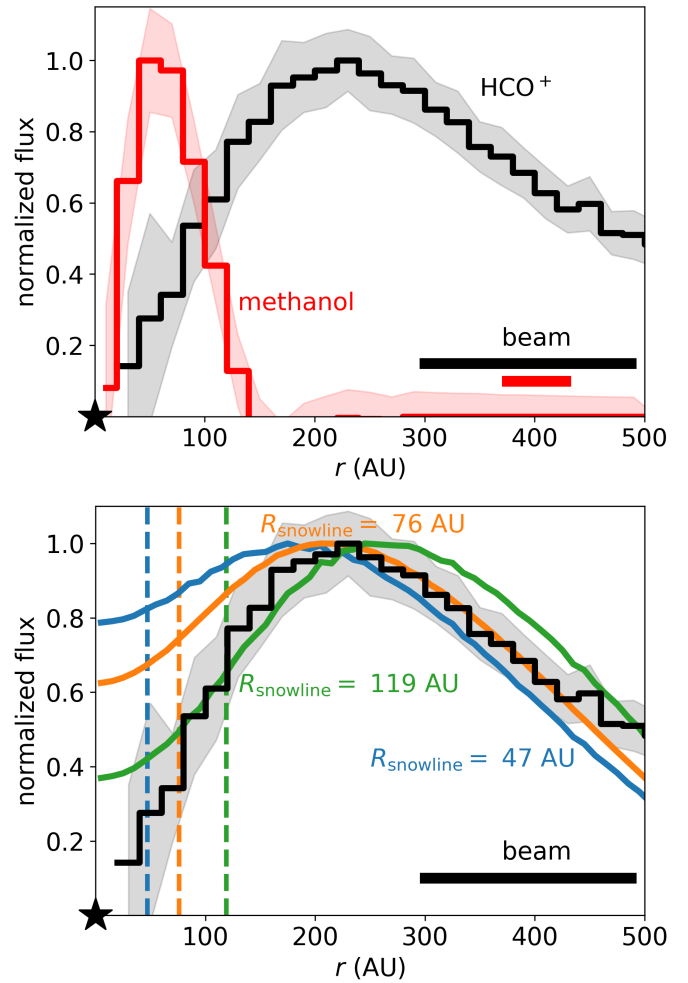 1.0
HCO⁺
0.8
0.6
0.4
methanol
0.2
beam
normalized flux
100 200 300 400 500
r (AU)
R_snowline = 76 AU
1.0
0.8
R_snowline = 119 AU
0.6
R_snowline = 47 AU
0.4
0.2
beam
normalized flux
100 200 300 400 500
r (AU)